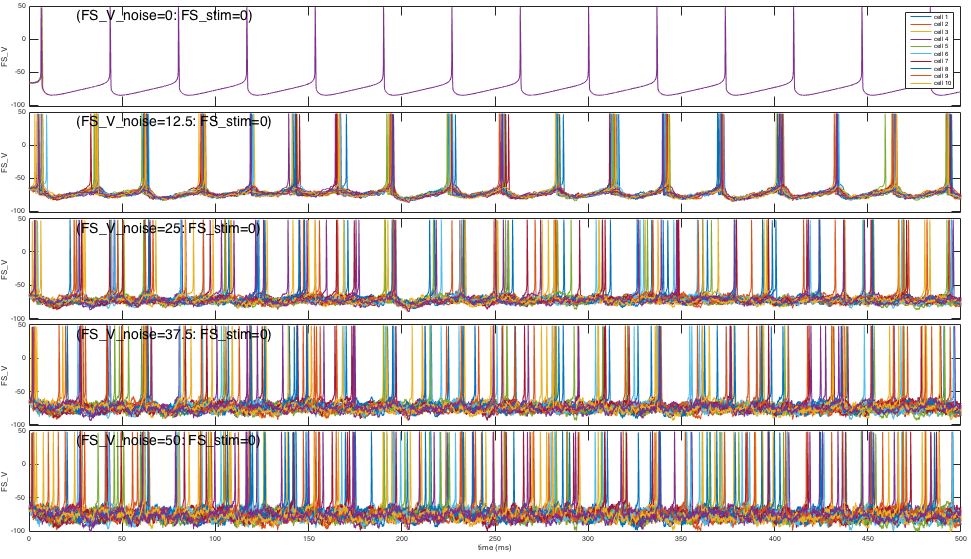 (FS_V_noise=0: FS_stim=0)
50
0
-50
-100
FS_V
cell 1
cell 2
cell 3
cell 4
cell 5
cell 6
cell 7
cell 8
cell 9
cell 10
(FS_V_noise=12.5: FS_stim=0)
50
0
-50
-100
FS_V
(FS_V_noise=25: FS_stim=0)
50
0
-50
-100
FS_V
(FS_V_noise=37.5: FS_stim=0)
50
0
-50
-100
FS_V
(FS_V_noise=50: FS_stim=0)
50
0
-50
-100
FS_V
0 50 100 150 200 250 300 350 400 450 500
time (ms)